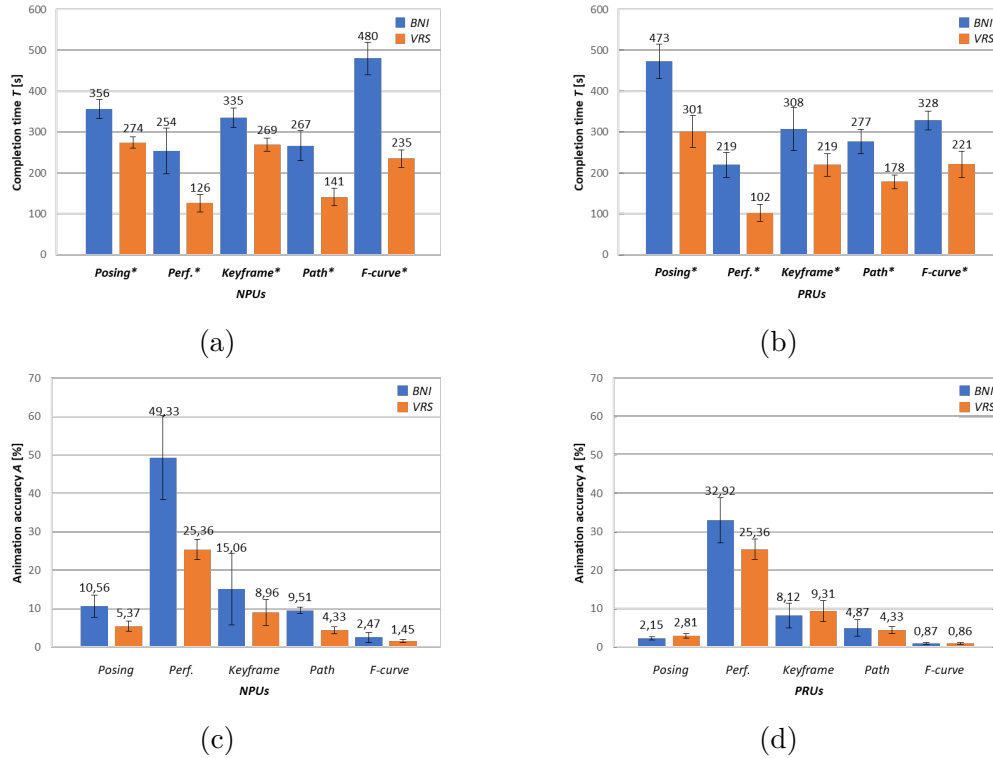 600
500
400
300
200
100
0
Completion time T [s]
BNI
VRS
356
274
254
126
335
269
267
141
480
235
Posing* Perf.* Keyframe* Path* F-curve*
NPUs
(a)
600
500
400
300
200
100
0
Completion time T [s]
BNI
VRS
473
301
219
102
308
219
277
178
328
221
Posing* Perf.* Keyframe* Path* F-curve*
PRUs
(b)
70
60
50
40
30
20
10
0
Animation accuracy A [%]
BNI
VRS
10,56
5,37
49,33
25,36
15,06
8,96
9,51
4,33
2,47
1,45
Posing Perf. Keyframe Path F-curve
NPUs
(c)
70
60
50
40
30
20
10
0
Animation accuracy A [%]
BNI
VRS
2,15
2,81
32,92
25,36
8,12
9,31
4,87
4,33
0,87
0,86
Posing Perf. Keyframe Path F-curve
PRUs
(d)